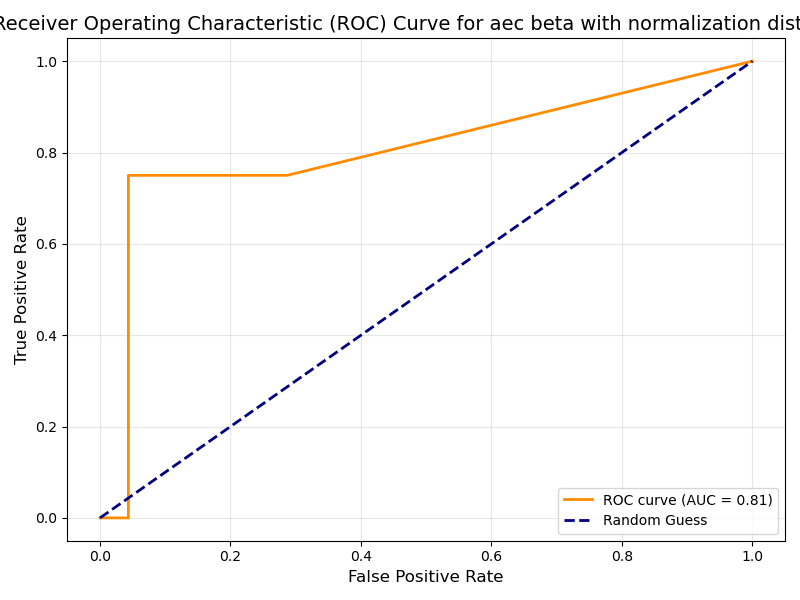 Receiver Operating Characteristic (ROC) Curve for aec beta with normalization dist
1.0
0.8
0.6
0.4
0.2
0.0
True Positive Rate
ROC curve (AUC = 0.81)
Random Guess
0.0 0.2 0.4 0.6 0.8 1.0
False Positive Rate